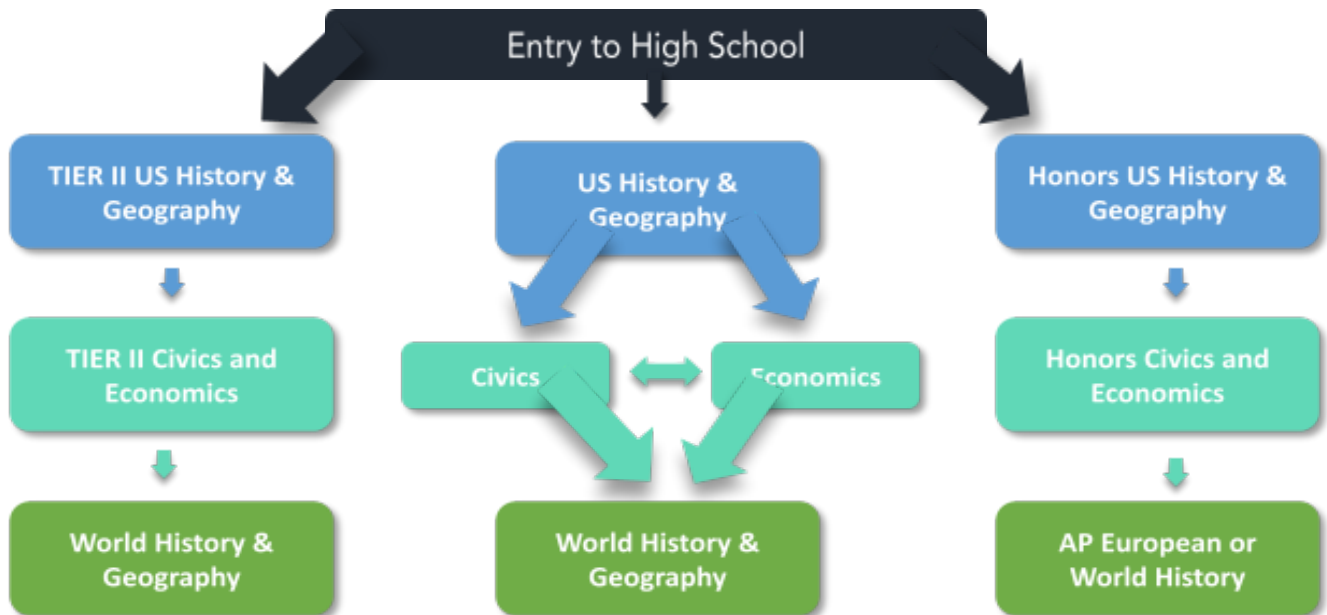 Entry to High School
TIER II US History &
Geography
US History &
Geography
Honors US History &
Geography
TIER II Civics and
Economics
Civics
Economics
Honors Civics and
Economics
World History &
Geography
World History &
Geography
AP European or
World History